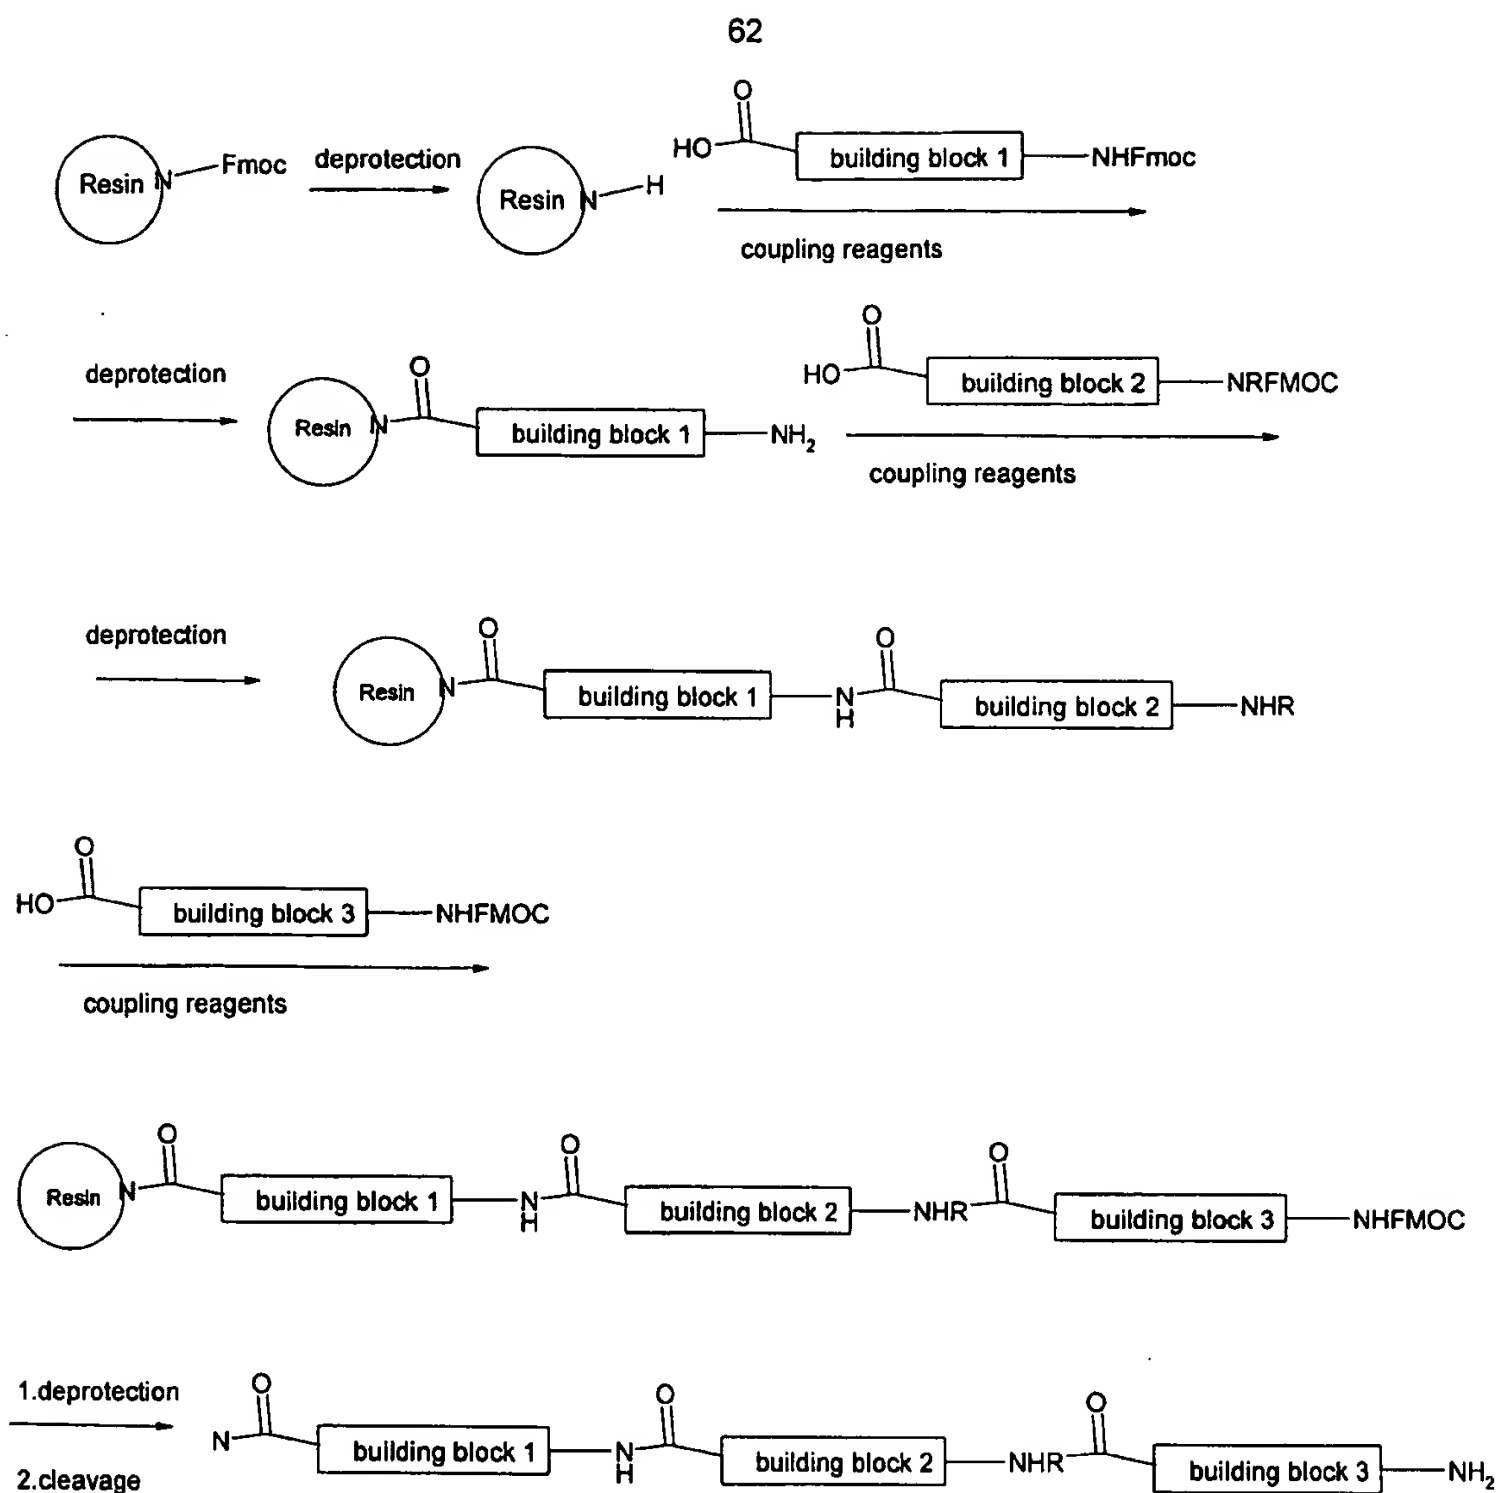 62
Resin N Fmoc deprotection Resin N H HO O building block 1 NHFmoc
coupling reagents
deprotection Resin N O building block 1 NH2 HO O building block 2 NRFMOC
coupling reagents
deprotection Resin N O building block 1 N H O building block 2 NHR
HO O building block 3 NHFMOC
coupling reagents
Resin N O building block 1 N H O building block 2 NHR O building block 3 NHFMOC
1.deprotection
2.cleavage
N O building block 1 N H O building block 2 NHR O building block 3 NH2